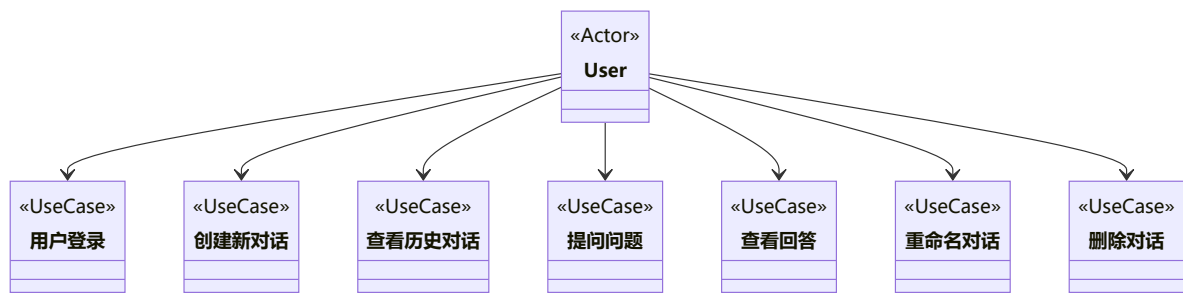 «Actor»
User
«UseCase»
用户登录
«UseCase»
创建新对话
«UseCase»
查看历史对话
«UseCase»
提问问题
«UseCase»
查看回答
«UseCase»
重命名对话
«UseCase»
删除对话